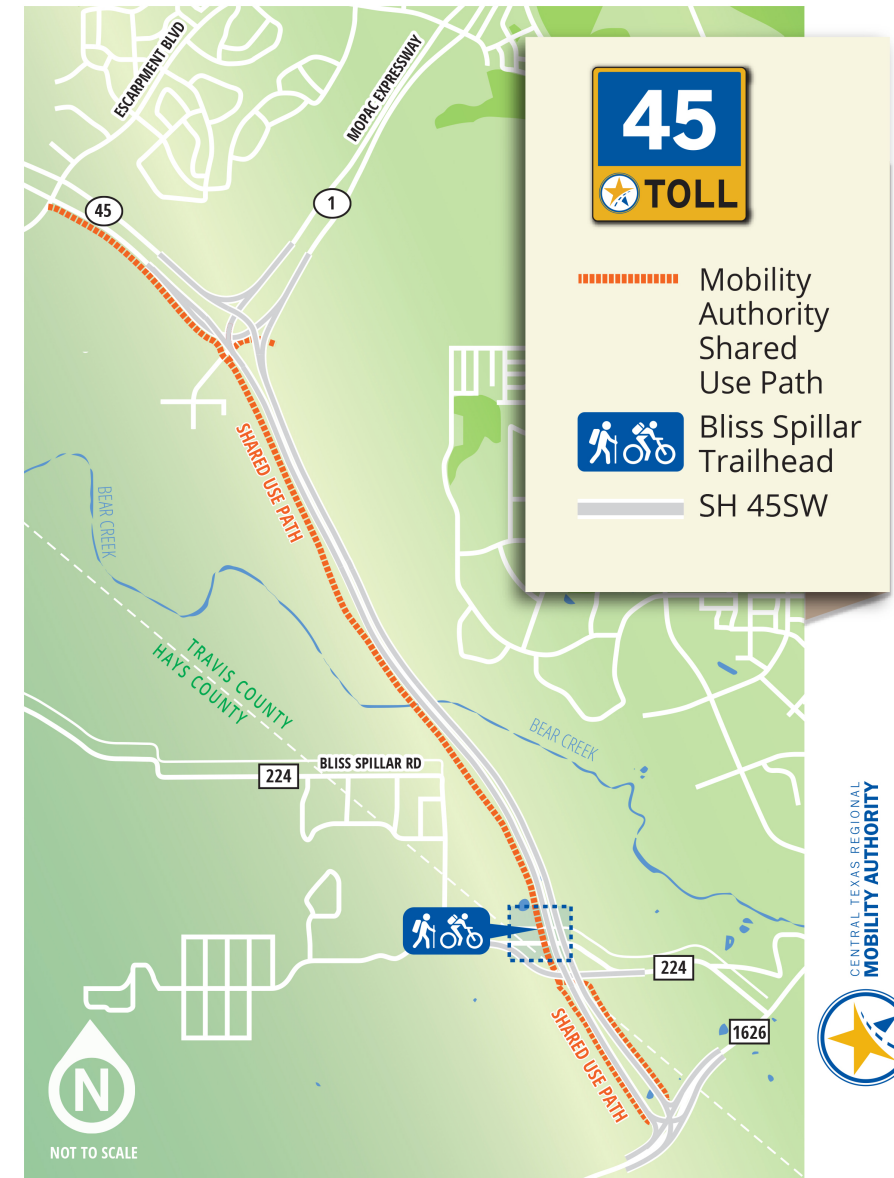 ESCARPMENT BLVD
MOPAC EXPRESSWAY
45
1
45
TOLL
Mobility
Authority
Shared
Use Path
Bliss Spillar
Trailhead
SH 45SW
SHARED USE PATH
BEAR CREEK
TRAVIS COUNTY
HAYS COUNTY
BEAR CREEK
224
BLISS SPILLAR RD
224
SHARED USE PATH
1626
N
NOT TO SCALE
CENTRAL TEXAS REGIONAL
MOBILITY AUTHORITY